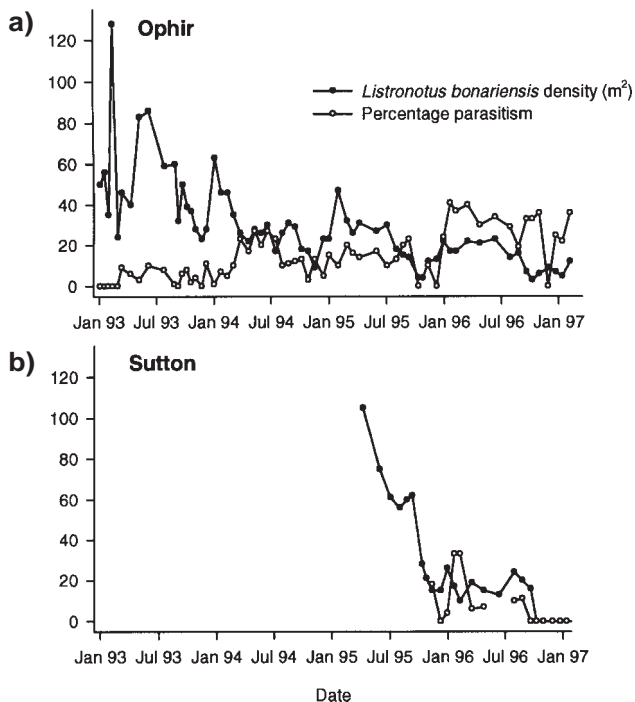 a) Ophir
Listronotus bonariensis density (m²)
Percentage parasitism
120
100
80
60
40
20
0
Jan 93 Jul 93 Jan 94 Jul 94 Jan 95 Jul 95 Jan 96 Jul 96 Jan 97
b) Sutton
120
100
80
60
40
20
0
Jan 93 Jul 93 Jan 94 Jul 94 Jan 95 Jul 95 Jan 96 Jul 96 Jan 97
Date